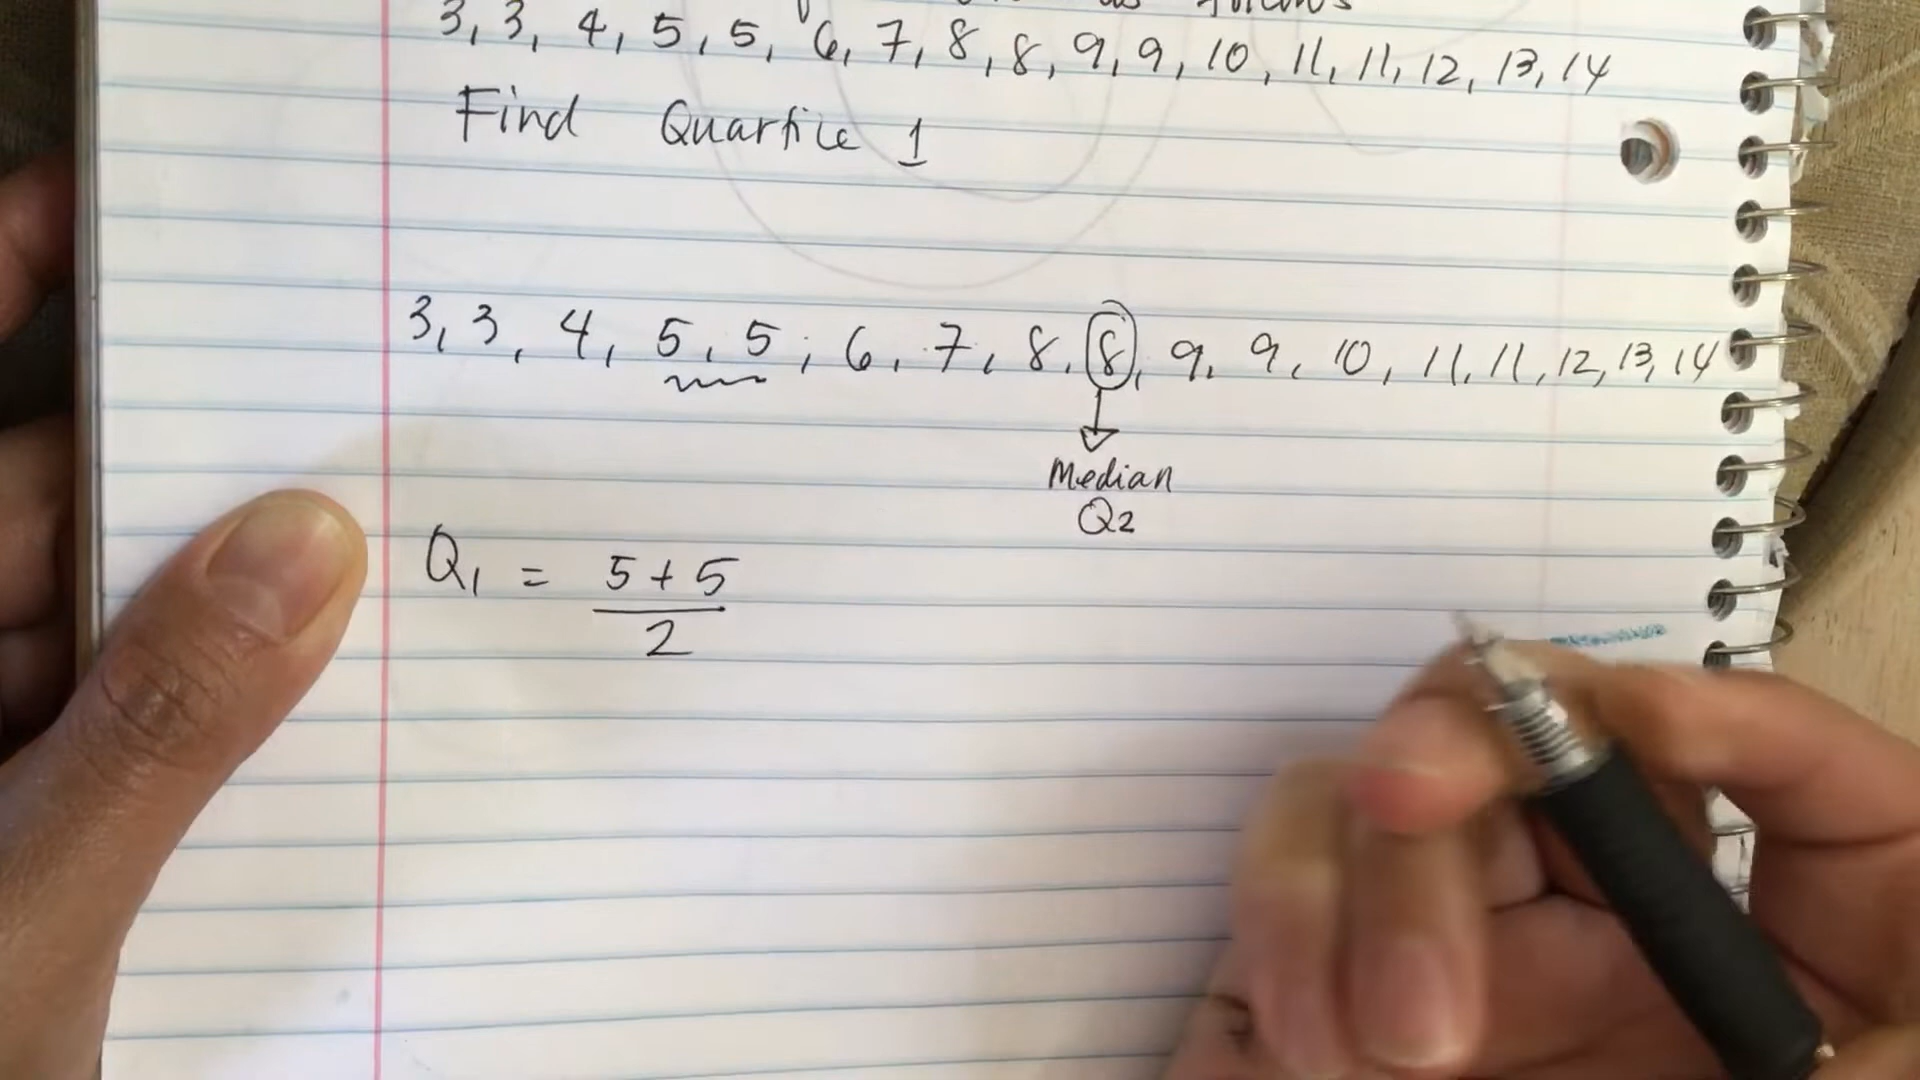 as follows
3, 3, 4, 5, 5, 6, 7, 8, 8, 9, 9, 10, 11, 11, 12, 13, 14
Find Quartile 1
3, 3, 4, 5, 5, 6, 7, 8, 8, 9, 9, 10, 11, 11, 12, 13, 14
Median
Q2
Q1 = 5 + 5
2